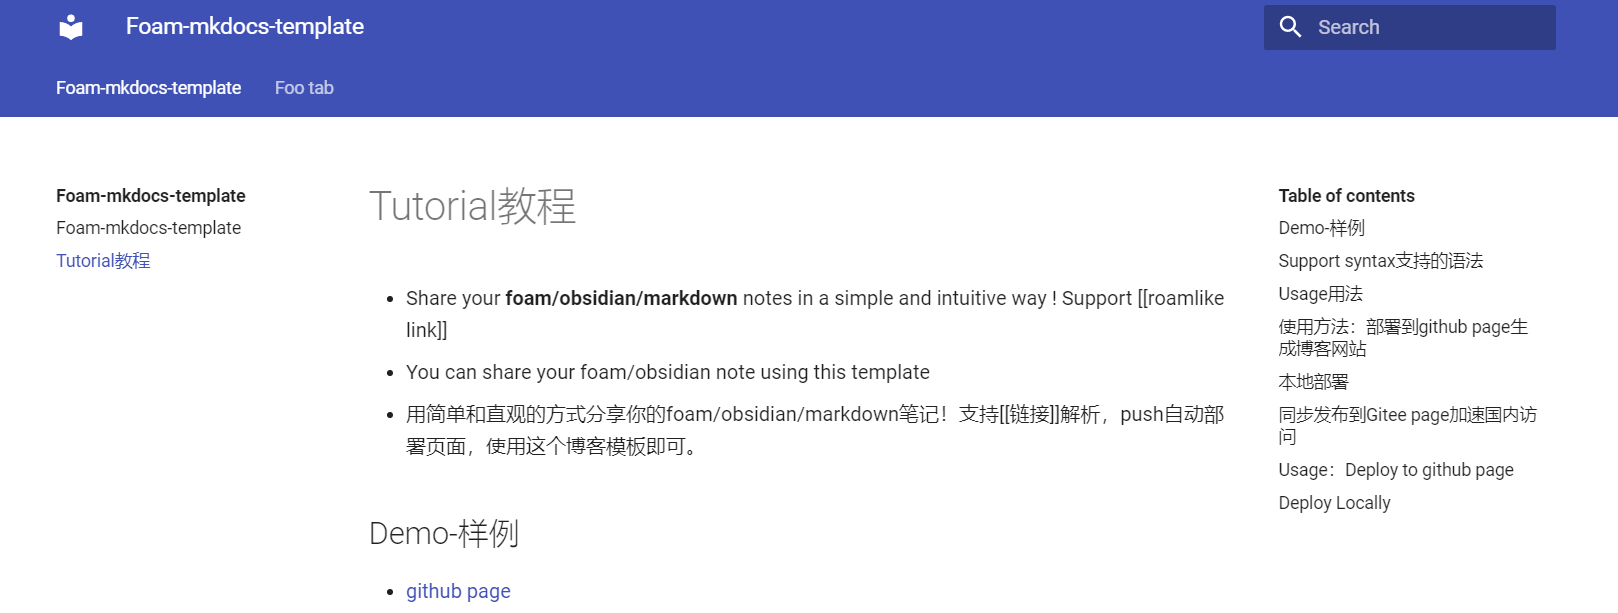 Foam-mkdocs-template
Search
Foam-mkdocs-template
Foo tab
Foam-mkdocs-template
Foam-mkdocs-template
Tutorial教程
Tutorial教程
Share your foam/obsidian/markdown notes in a simple and intuitive way ! Support [[roamlike
link]]
You can share your foam/obsidian note using this template
用简单和直观的方式分享你的foam/obsidian/markdown笔记！支持[[链接]]解析，push自动部
署页面，使用这个博客模板即可。
Demo-样例
github page
Table of contents
Demo-样例
Support syntax支持的语法
Usage用法
使用方法：部署到github page生
成博客网站
本地部署
同步发布到Gitee page加速国内访
问
Usage：Deploy to github page
Deploy Locally